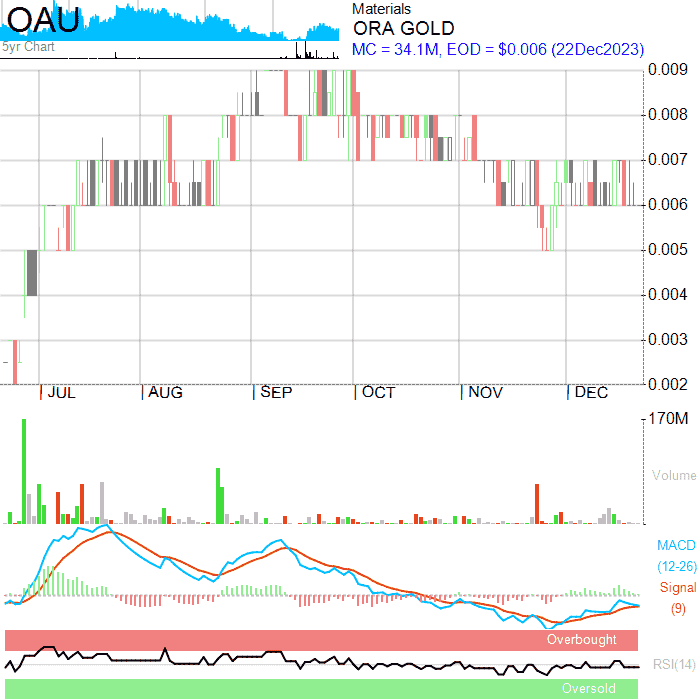 OAU
5yr Chart
Materials
ORA GOLD
MC = 34.1M, EOD = $0.006 (22Dec2023)
0.009
0.008
0.007
0.006
0.005
0.004
0.003
0.002
JUL AUG SEP OCT NOV DEC
170M
Volume
MACD
(12-26)
Signal
(9)
Overbought
RSI(14)
Oversold